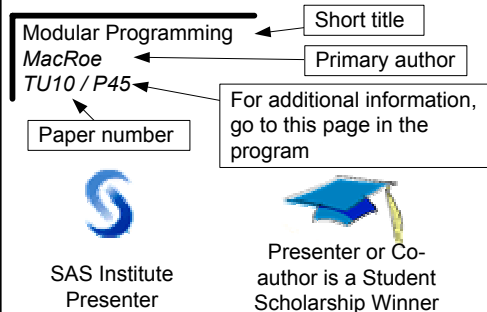 Modular Programming
MacRoe
TU10 / P45
Short title
Primary author
For additional information,
go to this page in the
program
Paper number
SAS Institute
Presenter
Presenter or Co-
author is a Student
Scholarship Winner